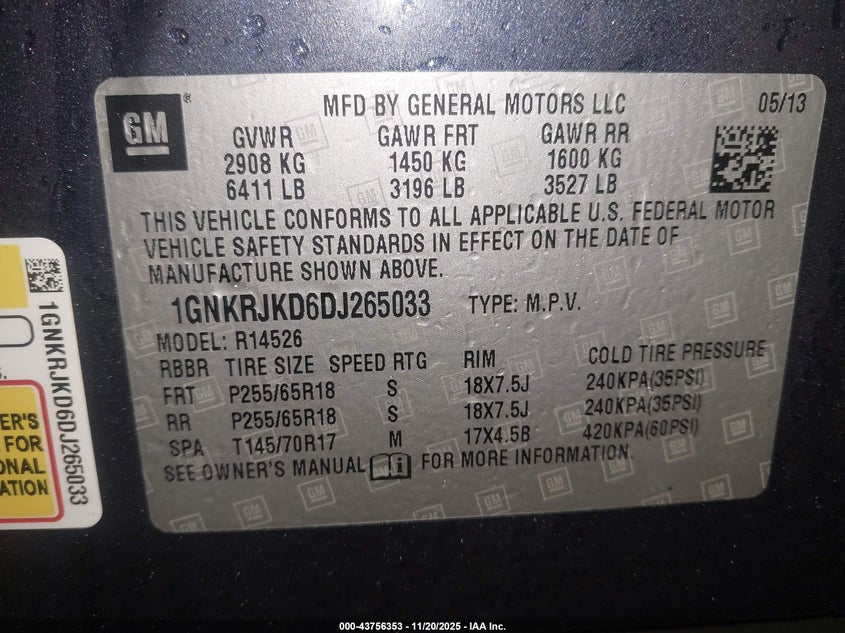 GM
MFD BY GENERAL MOTORS LLC 05/13
GVWR GAWR FRT GAWR RR
2908 KG 1450 KG 1600 KG
6411 LB 3196 LB 3527 LB
THIS VEHICLE CONFORMS TO ALL APPLICABLE U.S. FEDERAL MOTOR
VEHICLE SAFETY STANDARDS IN EFFECT ON THE DATE OF
MANUFACTURE SHOWN ABOVE.
1GNKRJKD6DJ265033 TYPE: M.P.V.
MODEL: R14526
RBBR TIRE SIZE SPEED RTG RIM COLD TIRE PRESSURE
FRT P255/65R18 S 18X7.5J 240KPA(35PSI)
RR P255/65R18 S 18X7.5J 240KPA(35PSI)
SPA T145/70R17 M 17X4.5B 420KPA(60PSI)
SEE OWNER'S MANUAL FOR MORE INFORMATION.
1GNKRJKD6DJ265033
ER'S
FOR
ONAL
ATION
000-43756353 - 11/20/2025 - IAA Inc.